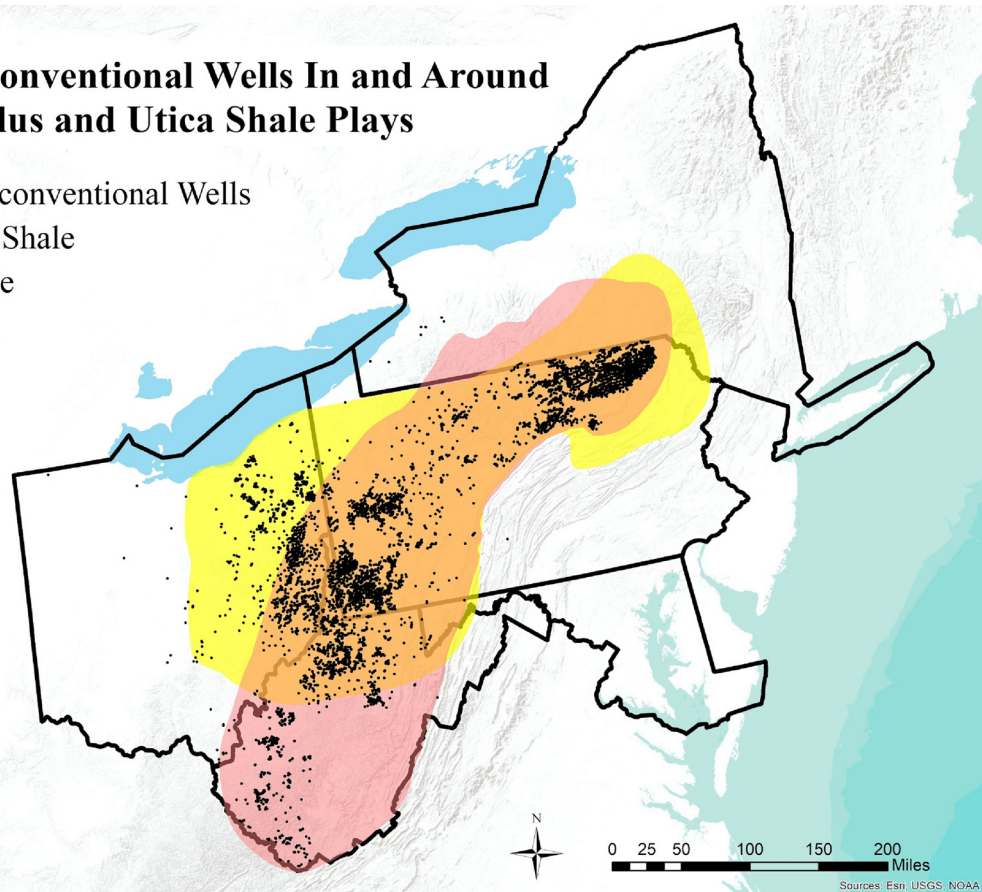 onventional Wells In and Around
lus and Utica Shale Plays
conventional Wells
Shale
e
N
0 25 50 100 150 200
Miles
Sources: Esri, USGS, NOAA